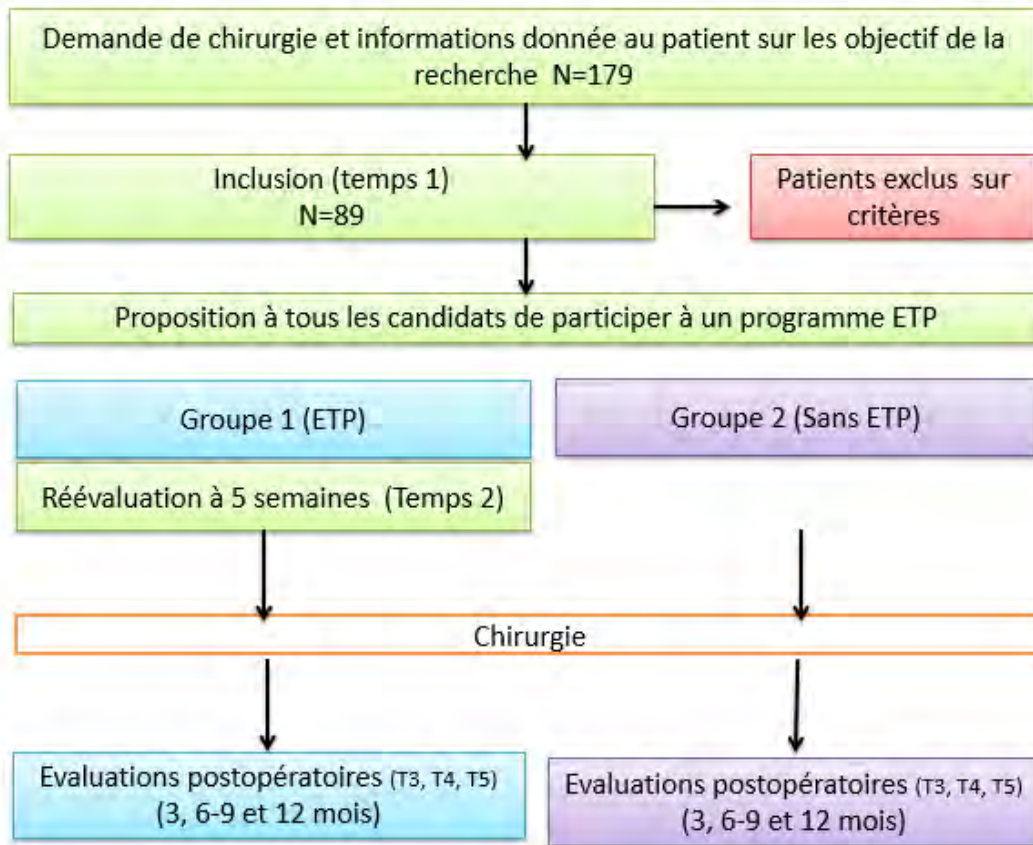 Demande de chirurgie et informations donnée au patient sur les objectif de la
recherche N=179
Inclusion (temps 1)
N=89
Patients exclus sur
critères
Proposition à tous les candidats de participer à un programme ETP
Groupe 1 (ETP)
Groupe 2 (Sans ETP)
Réévaluation à 5 semaines (Temps 2)
Chirurgie
Evaluations postopératoires (T3, T4, T5)
(3, 6-9 et 12 mois)
Evaluations postopératoires (T3, T4, T5)
(3, 6-9 et 12 mois)